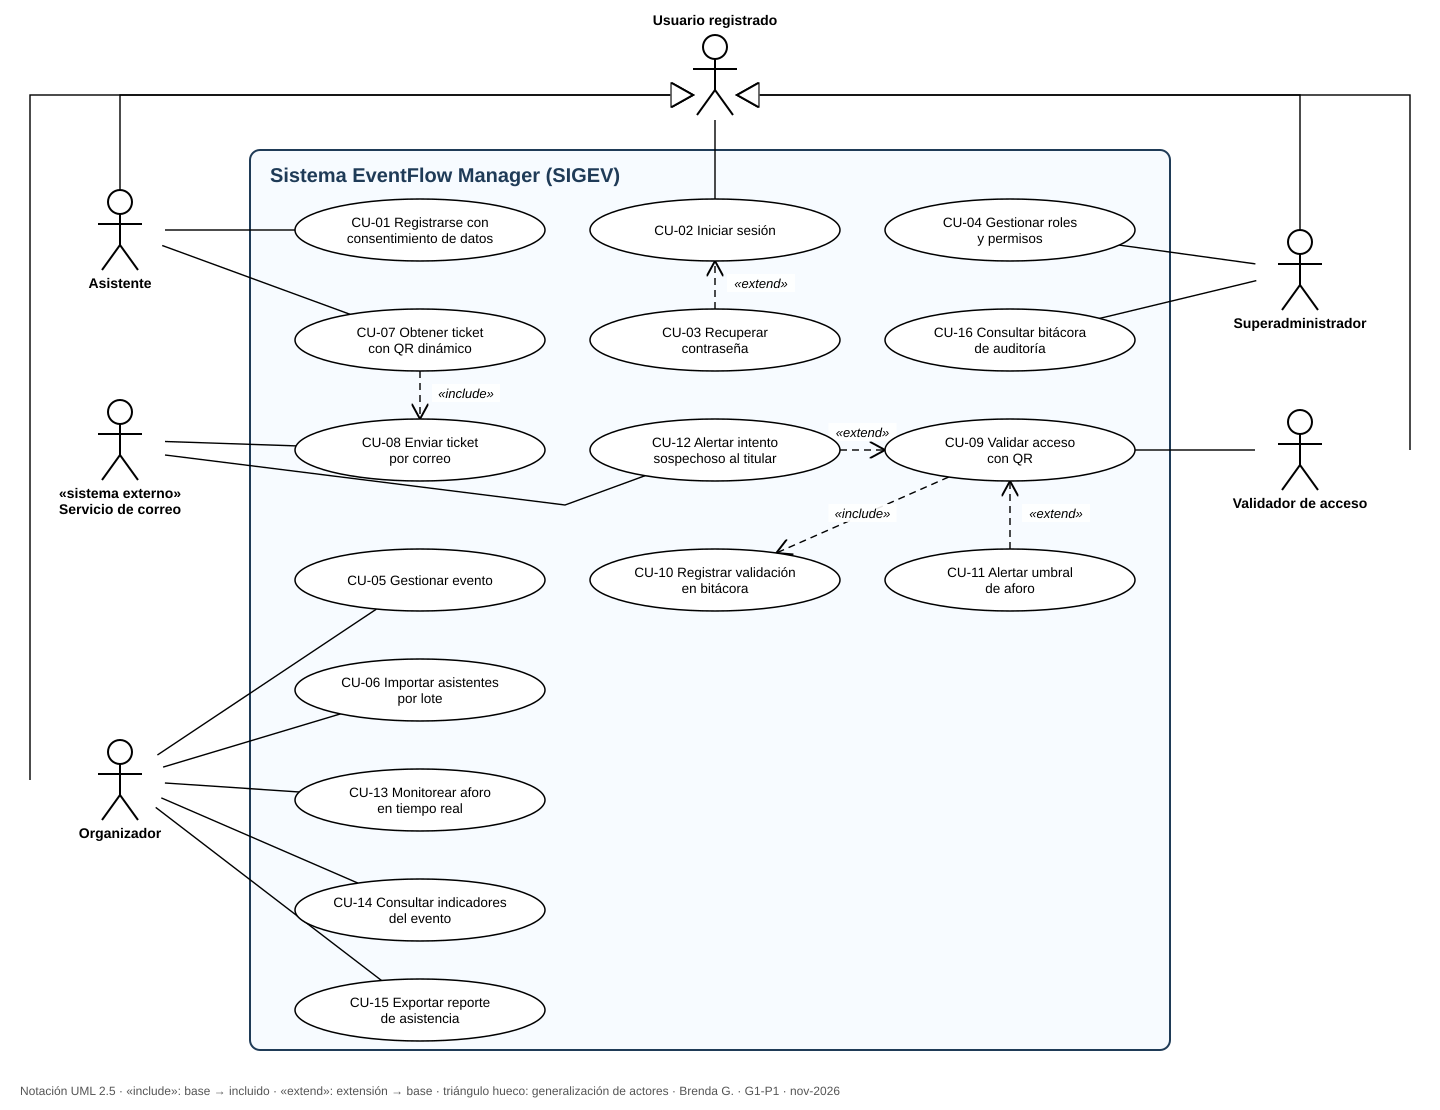 Usuario registrado
Sistema EventFlow Manager (SIGEV)
CU-01 Registrarse con
consentimiento de datos
CU-02 Iniciar sesión
CU-04 Gestionar roles
y permisos
Asistente
«extend»
Superadministrador
CU-07 Obtener ticket
con QR dinámico
CU-03 Recuperar
contraseña
CU-16 Consultar bitácora
de auditoría
«include»
«extend»
CU-08 Enviar ticket
por correo
CU-12 Alertar intento
sospechoso al titular
CU-09 Validar acceso
con QR
«sistema externo»
Servicio de correo
Validador de acceso
«include»
«extend»
CU-05 Gestionar evento
CU-10 Registrar validación
en bitácora
CU-11 Alertar umbral
de aforo
CU-06 Importar asistentes
por lote
Organizador
CU-13 Monitorear aforo
en tiempo real
CU-14 Consultar indicadores
del evento
CU-15 Exportar reporte
de asistencia
Notación UML 2.5 · «include»: base → incluido · «extend»: extensión → base · triángulo hueco: generalización de actores · Brenda G. · G1-P1 · nov-2026